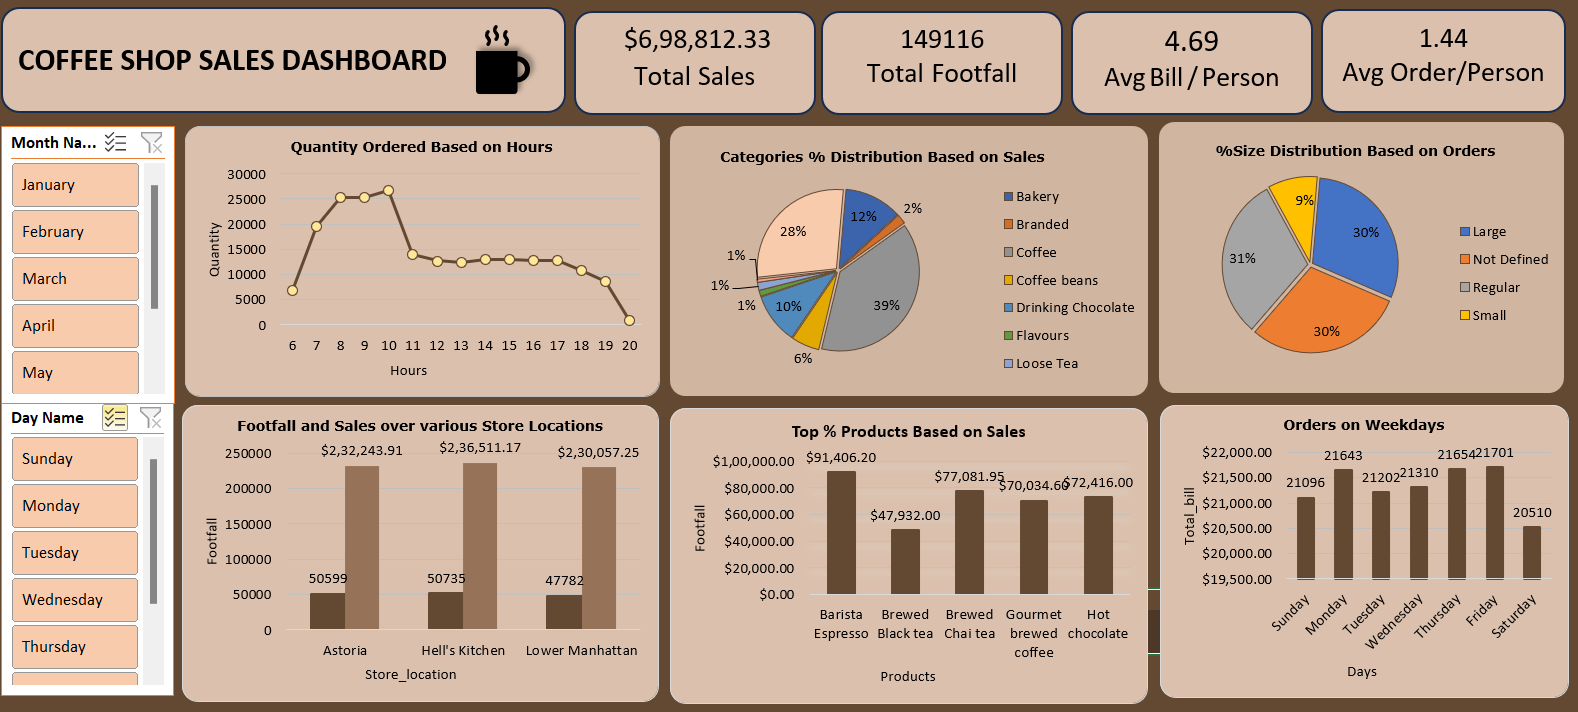 COFFEE SHOP SALES DASHBOARD
$6,98,812.33
Total Sales
149116
Total Footfall
4.69
Avg Bill / Person
1.44
Avg Order/Person
Month Na...
January
February
March
April
May
Day Name
Sunday
Monday
Tuesday
Wednesday
Thursday
Quantity Ordered Based on Hours
Quantity
30000
25000
20000
15000
10000
5000
0
6 7 8 9 10 11 12 13 14 15 16 17 18 19 20
Hours
Categories % Distribution Based on Sales
12%
2%
39%
6%
10%
1%
1%
1%
28%
Bakery
Branded
Coffee
Coffee beans
Drinking Chocolate
Flavours
Loose Tea
%Size Distribution Based on Orders
9%
30%
31%
30%
Large
Not Defined
Regular
Small
Footfall and Sales over various Store Locations
Footfall
250000
200000
150000
100000
50000
0
$2,32,243.91
$2,36,511.17
$2,30,057.25
50599
50735
47782
Astoria
Hell's Kitchen
Lower Manhattan
Store_location
Top % Products Based on Sales
Footfall
$1,00,000.00
$80,000.00
$60,000.00
$40,000.00
$20,000.00
$0.00
$91,406.20
$47,932.00
$77,081.95
$70,034.60
$72,416.00
Barista
Espresso
Brewed
Black tea
Brewed
Chai tea
Gourmet
brewed
coffee
Hot
chocolate
Products
Orders on Weekdays
Total_bill
$22,000.00
$21,500.00
$21,000.00
$20,500.00
$20,000.00
$19,500.00
21096
21643
21202
21310
21654
21701
20510
Sunday
Monday
Tuesday
Wednesday
Thursday
Friday
Saturday
Days